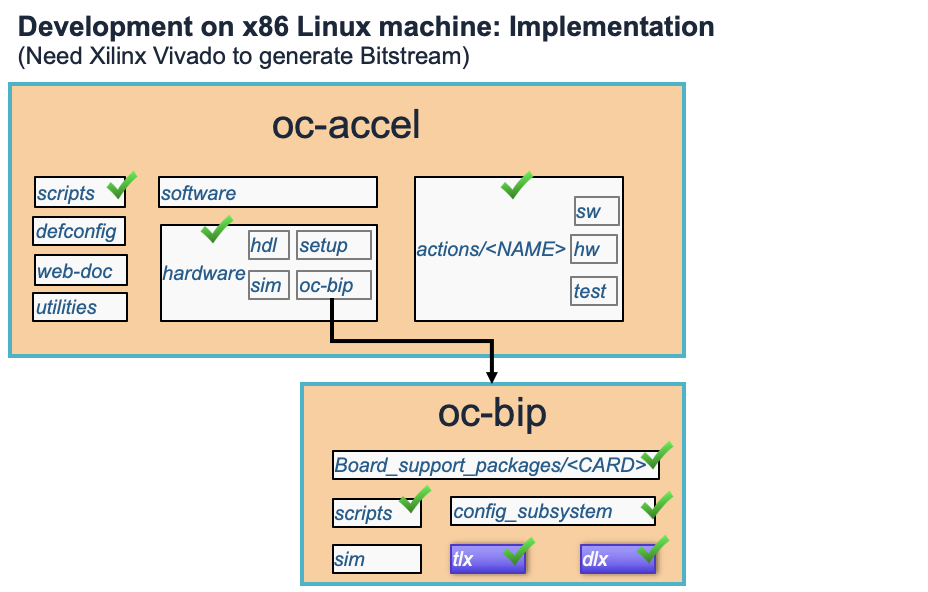 Development on x86 Linux machine: Implementation
(Need Xilinx Vivado to generate Bitstream)
oc-accel
scripts
defconfig
web-doc
utilities
software
hardware
hdl
setup
sim
oc-bip
actions/<NAME>
sw
hw
test
oc-bip
Board_support_packages/<CARD>
scripts
config_subsystem
sim
tlx
dlx